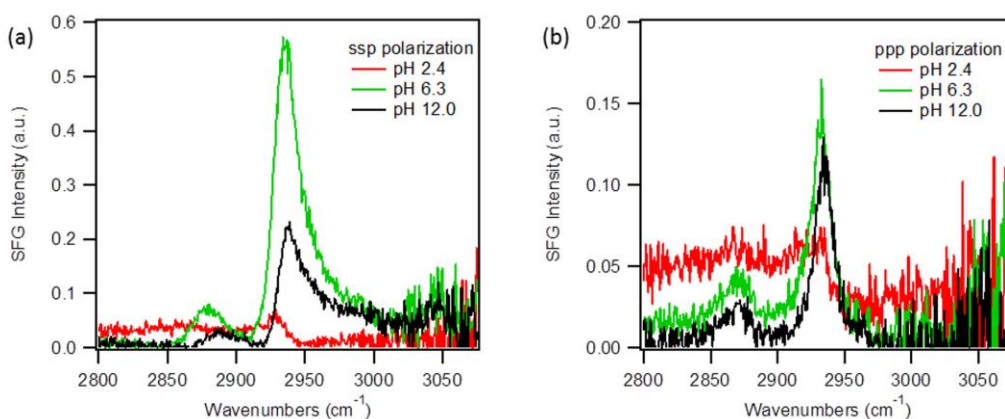 (a)
ssp polarization
pH 2.4
pH 6.3
pH 12.0
SFG Intensity (a.u.)
0.6
0.5
0.4
0.3
0.2
0.1
0.0
2800 2850 2900 2950 3000 3050
Wavenumbers (cm⁻¹)
(b)
ppp polarization
pH 2.4
pH 6.3
pH 12.0
SFG Intensity (a.u.)
0.20
0.15
0.10
0.05
0.00
2800 2850 2900 2950 3000 3050
Wavenumbers (cm⁻¹)